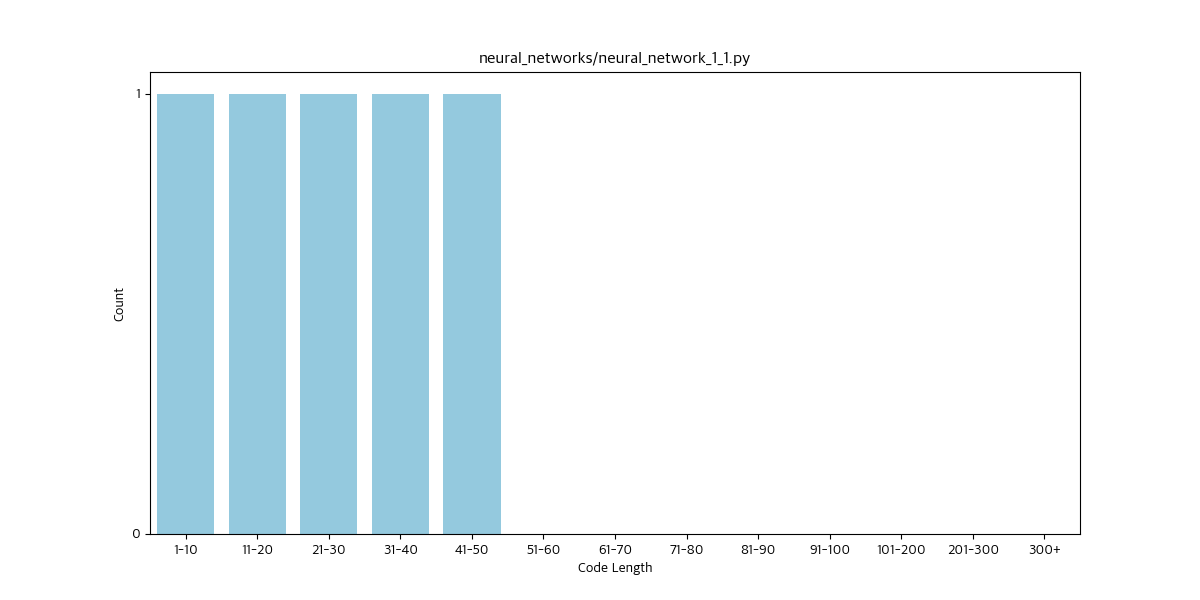 neural_networks/neural_network_1_1.py
1
Count
0
1-10 11-20 21-30 31-40 41-50 51-60 61-70 71-80 81-90 91-100 101-200 201-300 300+
Code Length